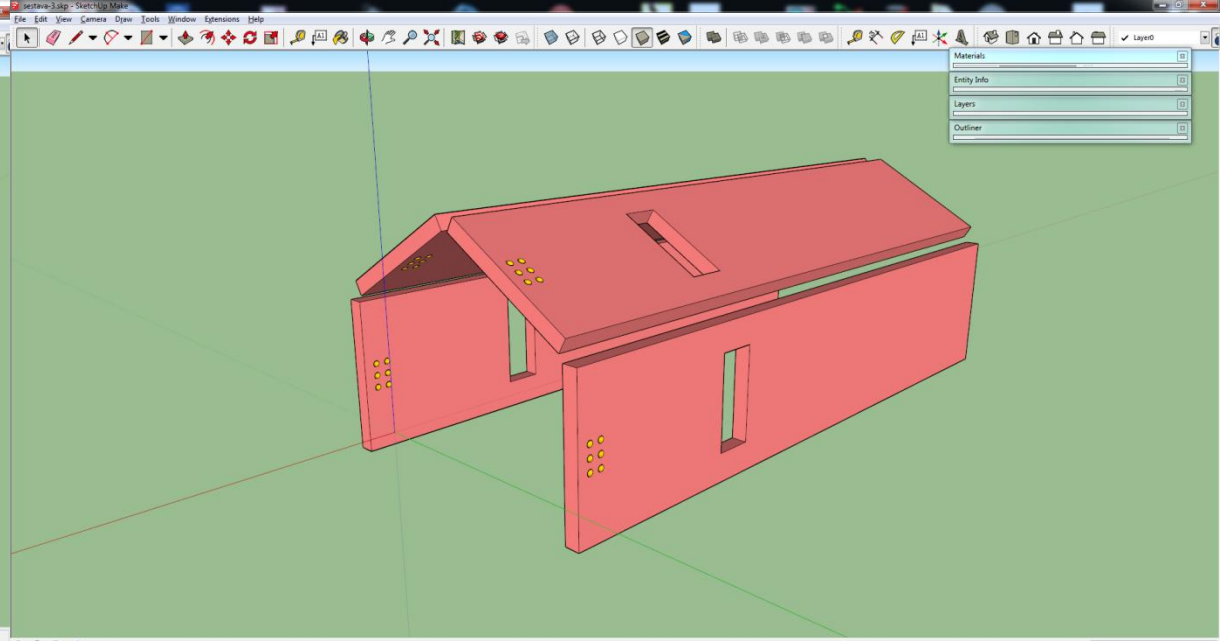 sestava-3.skp - SketchUp Make
File Edit View Camera Draw Tools Window Extensions Help
Layer0
Materials
Entity Info
Layers
Outliner